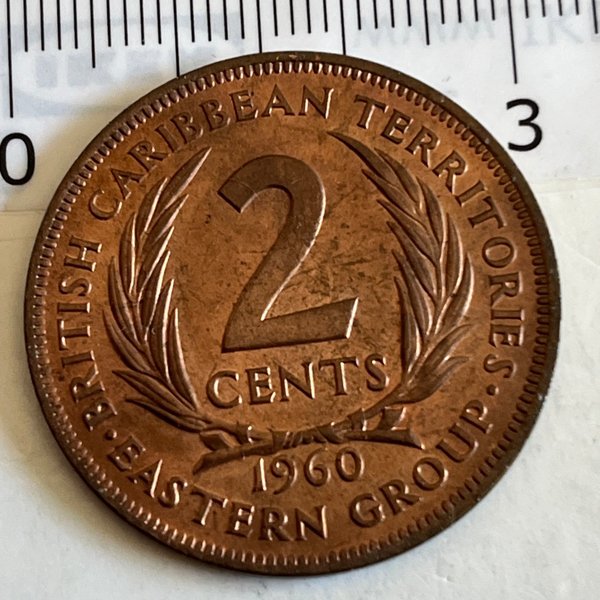 0 3
BRITISH CARIBBEAN TERRITORIES
2
CENTS
1960
· EASTERN GROUP ·